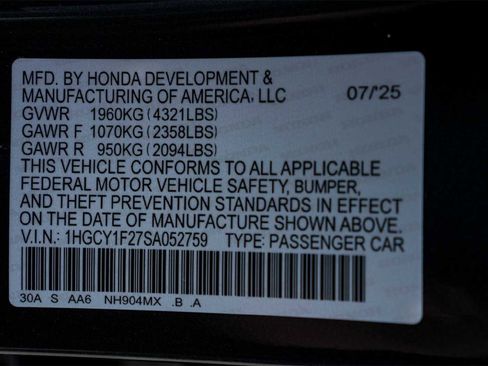 MFD. BY HONDA DEVELOPMENT &
MANUFACTURING OF AMERICA, LLC 07/'25
GVWR 1960KG (4321LBS)
GAWR F 1070KG (2358LBS)
GAWR R 950KG (2094LBS)
THIS VEHICLE CONFORMS TO ALL APPLICABLE
FEDERAL MOTOR VEHICLE SAFETY, BUMPER,
AND THEFT PREVENTION STANDARDS IN EFFECT
ON THE DATE OF MANUFACTURE SHOWN ABOVE.
V.I.N.: 1HGCY1F27SA052759 TYPE: PASSENGER CAR
30A S AA6 NH904MX .B .A